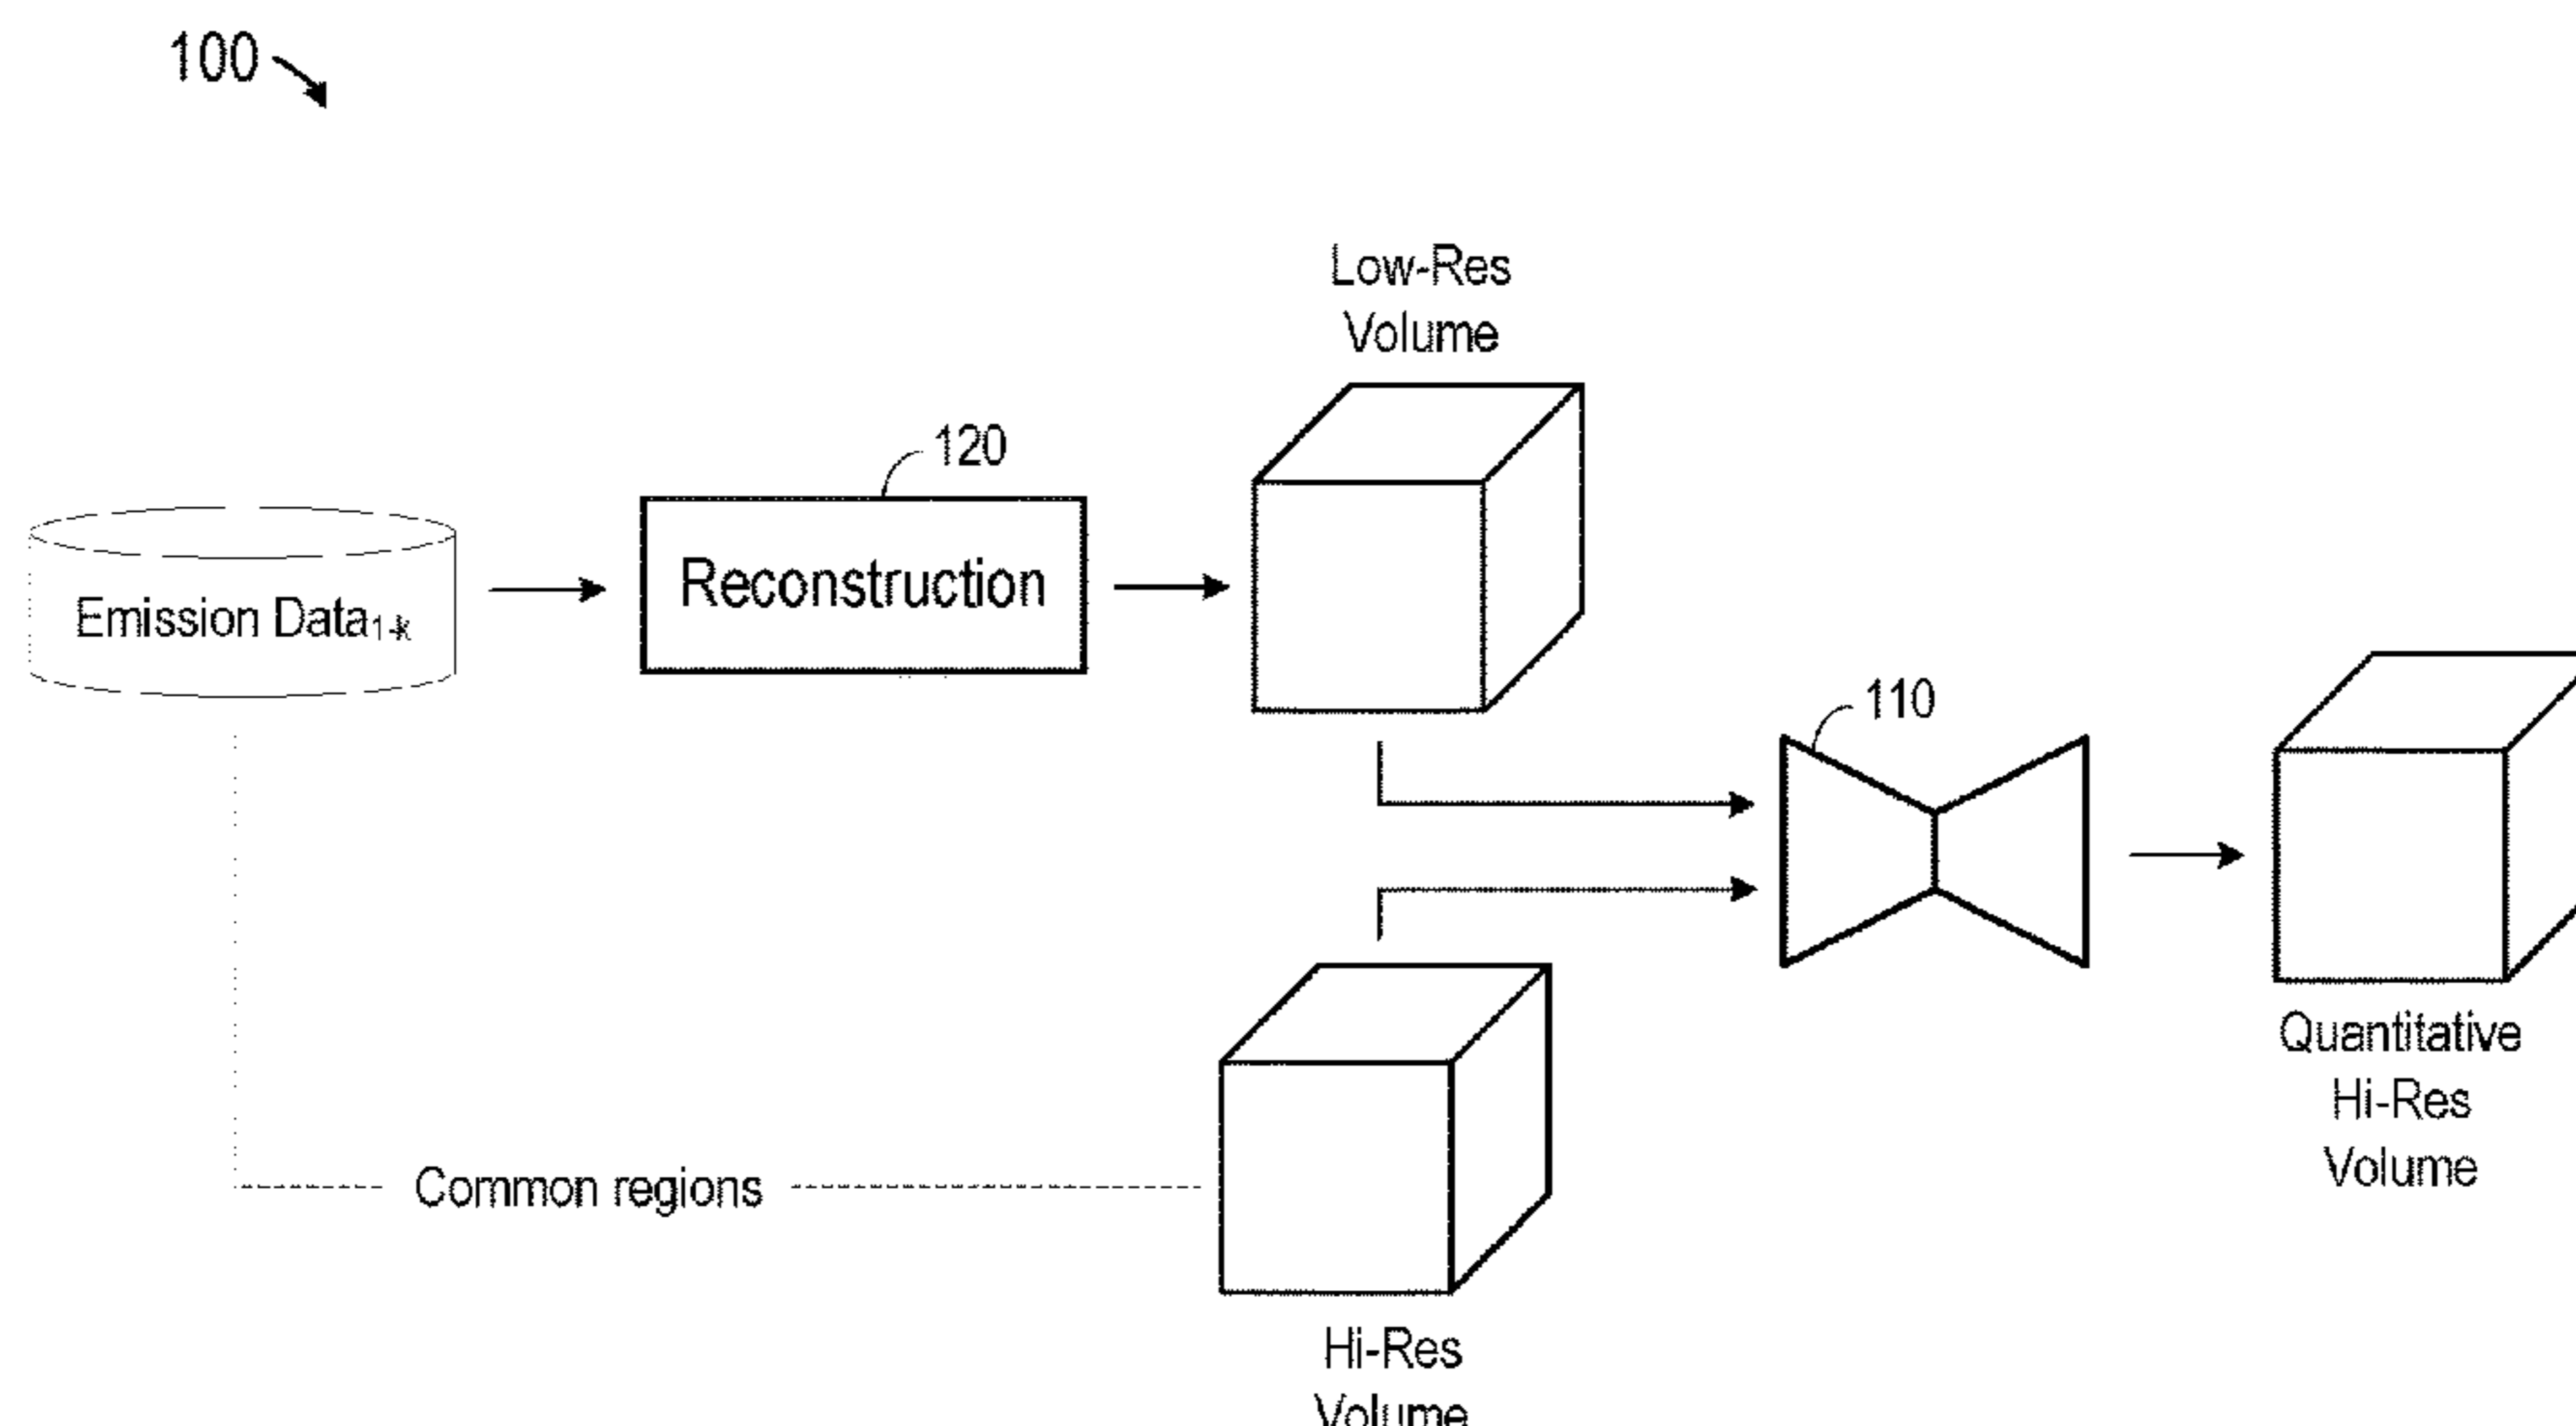 100
Low-Res
Volume
120
Emission Data1-k
Reconstruction
110
Quantitative
Hi-Res
Volume
Common regions
Hi-Res
Volume